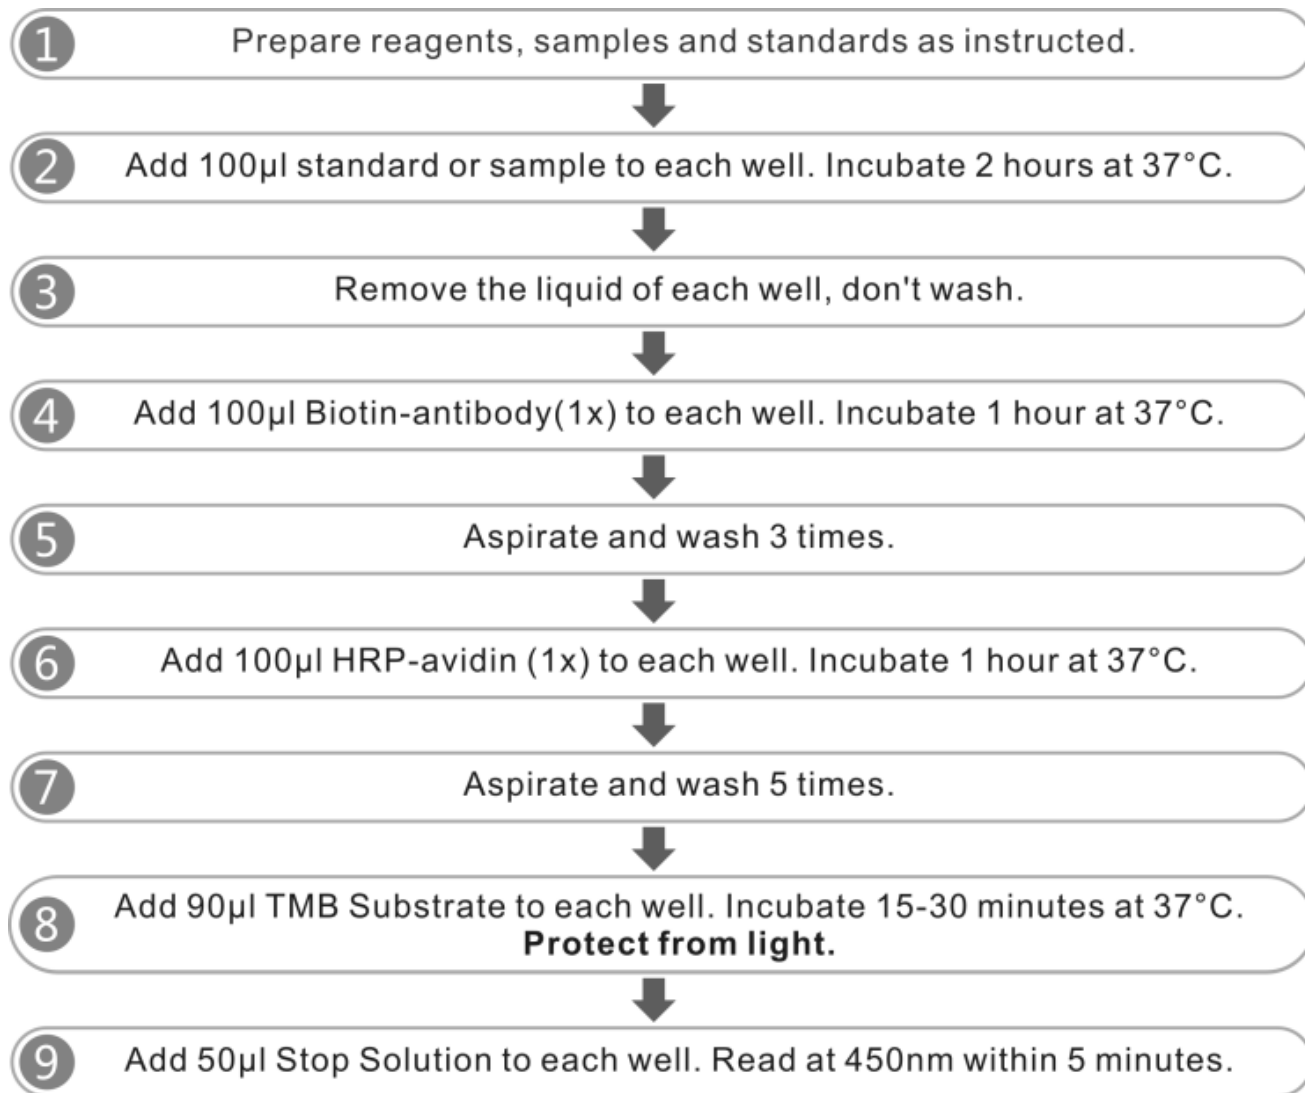 1 Prepare reagents, samples and standards as instructed.
2 Add 100µl standard or sample to each well. Incubate 2 hours at 37°C.
3 Remove the liquid of each well, don't wash.
4 Add 100µl Biotin-antibody(1x) to each well. Incubate 1 hour at 37°C.
5 Aspirate and wash 3 times.
6 Add 100µl HRP-avidin (1x) to each well. Incubate 1 hour at 37°C.
7 Aspirate and wash 5 times.
8 Add 90µl TMB Substrate to each well. Incubate 15-30 minutes at 37°C.
Protect from light.
9 Add 50µl Stop Solution to each well. Read at 450nm within 5 minutes.